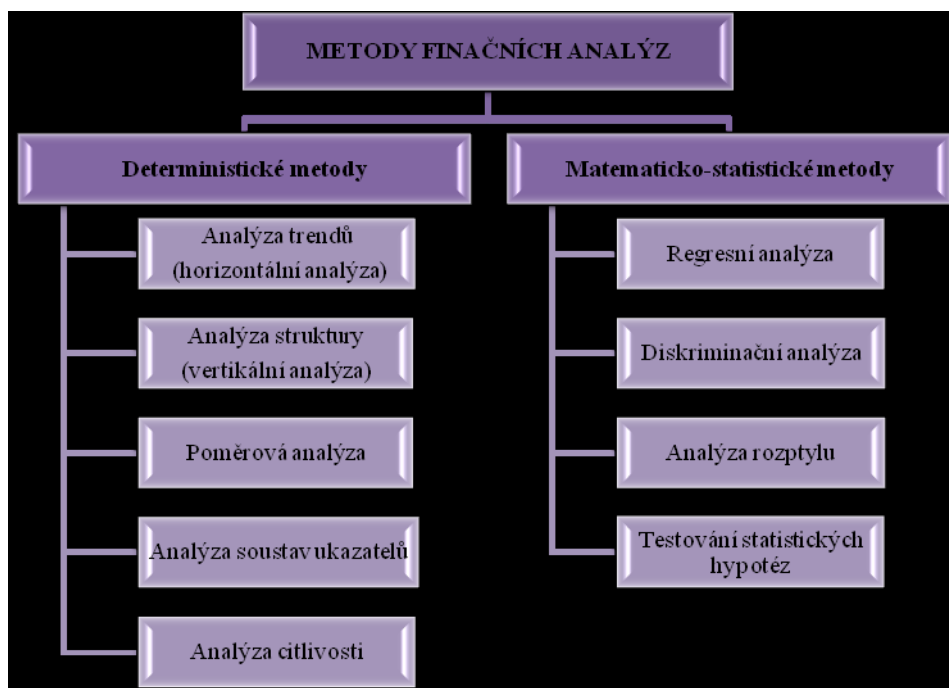 METODY FINAČNÍCH ANALÝZ
Deterministické metody
Analýza trendů
(horizontální analýza)
Analýza struktury
(vertikální analýza)
Poměrová analýza
Analýza soustav ukazatelů
Analýza citlivosti
Matematicko-statistické metody
Regresní analýza
Diskriminační analýza
Analýza rozptylu
Testování statistických
hypotéz